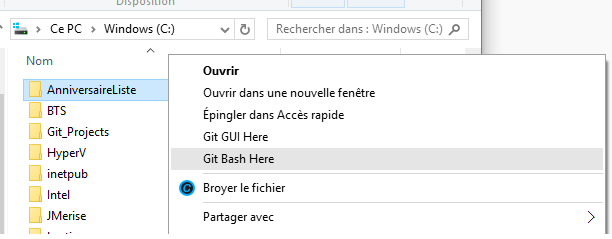 Disposition
Ce PC > Windows (C:)
Rechercher dans : Windows (C:)
Nom
AnniversaireListe
BTS
Git_Projects
HyperV
inetpub
Intel
JMerise
Ouvrir
Ouvrir dans une nouvelle fenêtre
Épingler dans Accès rapide
Git GUI Here
Git Bash Here
Broyer le fichier
Partager avec